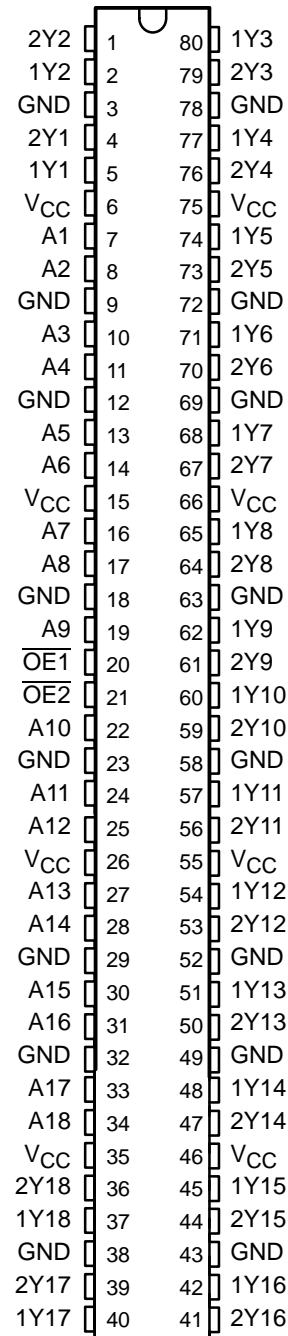 2Y2 1 80 1Y3
1Y2 2 79 2Y3
GND 3 78 GND
2Y1 4 77 1Y4
1Y1 5 76 2Y4
VCC 6 75 VCC
A1 7 74 1Y5
A2 8 73 2Y5
GND 9 72 GND
A3 10 71 1Y6
A4 11 70 2Y6
GND 12 69 GND
A5 13 68 1Y7
A6 14 67 2Y7
VCC 15 66 VCC
A7 16 65 1Y8
A8 17 64 2Y8
GND 18 63 GND
A9 19 62 1Y9
O̅E̅1̅ 20 61 2Y9
O̅E̅2̅ 21 60 1Y10
A10 22 59 2Y10
GND 23 58 GND
A11 24 57 1Y11
A12 25 56 2Y11
VCC 26 55 VCC
A13 27 54 1Y12
A14 28 53 2Y12
GND 29 52 GND
A15 30 51 1Y13
A16 31 50 2Y13
GND 32 49 GND
A17 33 48 1Y14
A18 34 47 2Y14
VCC 35 46 VCC
2Y18 36 45 1Y15
1Y18 37 44 2Y15
GND 38 43 GND
2Y17 39 42 1Y16
1Y17 40 41 2Y16